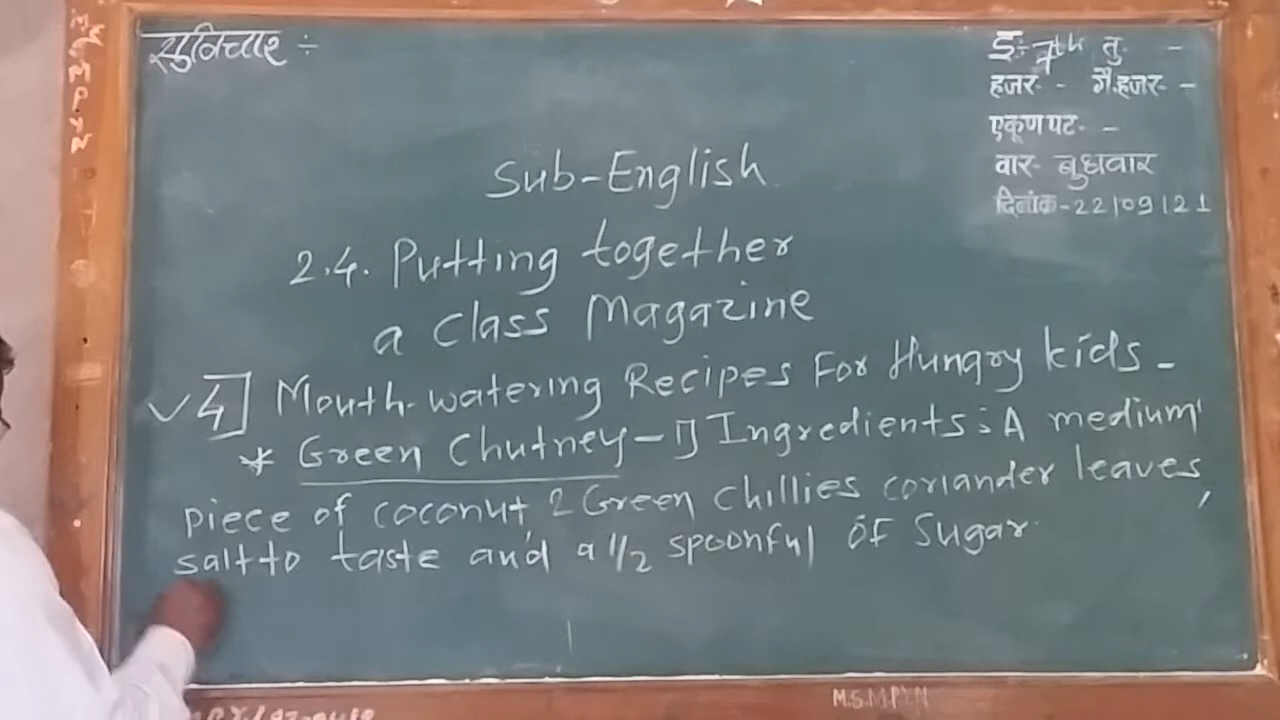 सुविचार ÷
इ÷ 7th तु. -
हजर- - गै.हजर- -
एकूण पट- -
वार- बुधवार
दिनांक-22/09/21
Sub-English
2.4. Putting together
a class Magazine
✓ 4] Mouth-watering Recipes For Hungry kids -
* Green Chutney - 1] Ingredients: A medium
piece of coconut, 2 Green chillies coriander leaves,
salt to taste and a 1/2 spoonful of Sugar.
M.S.M.P.Y.N